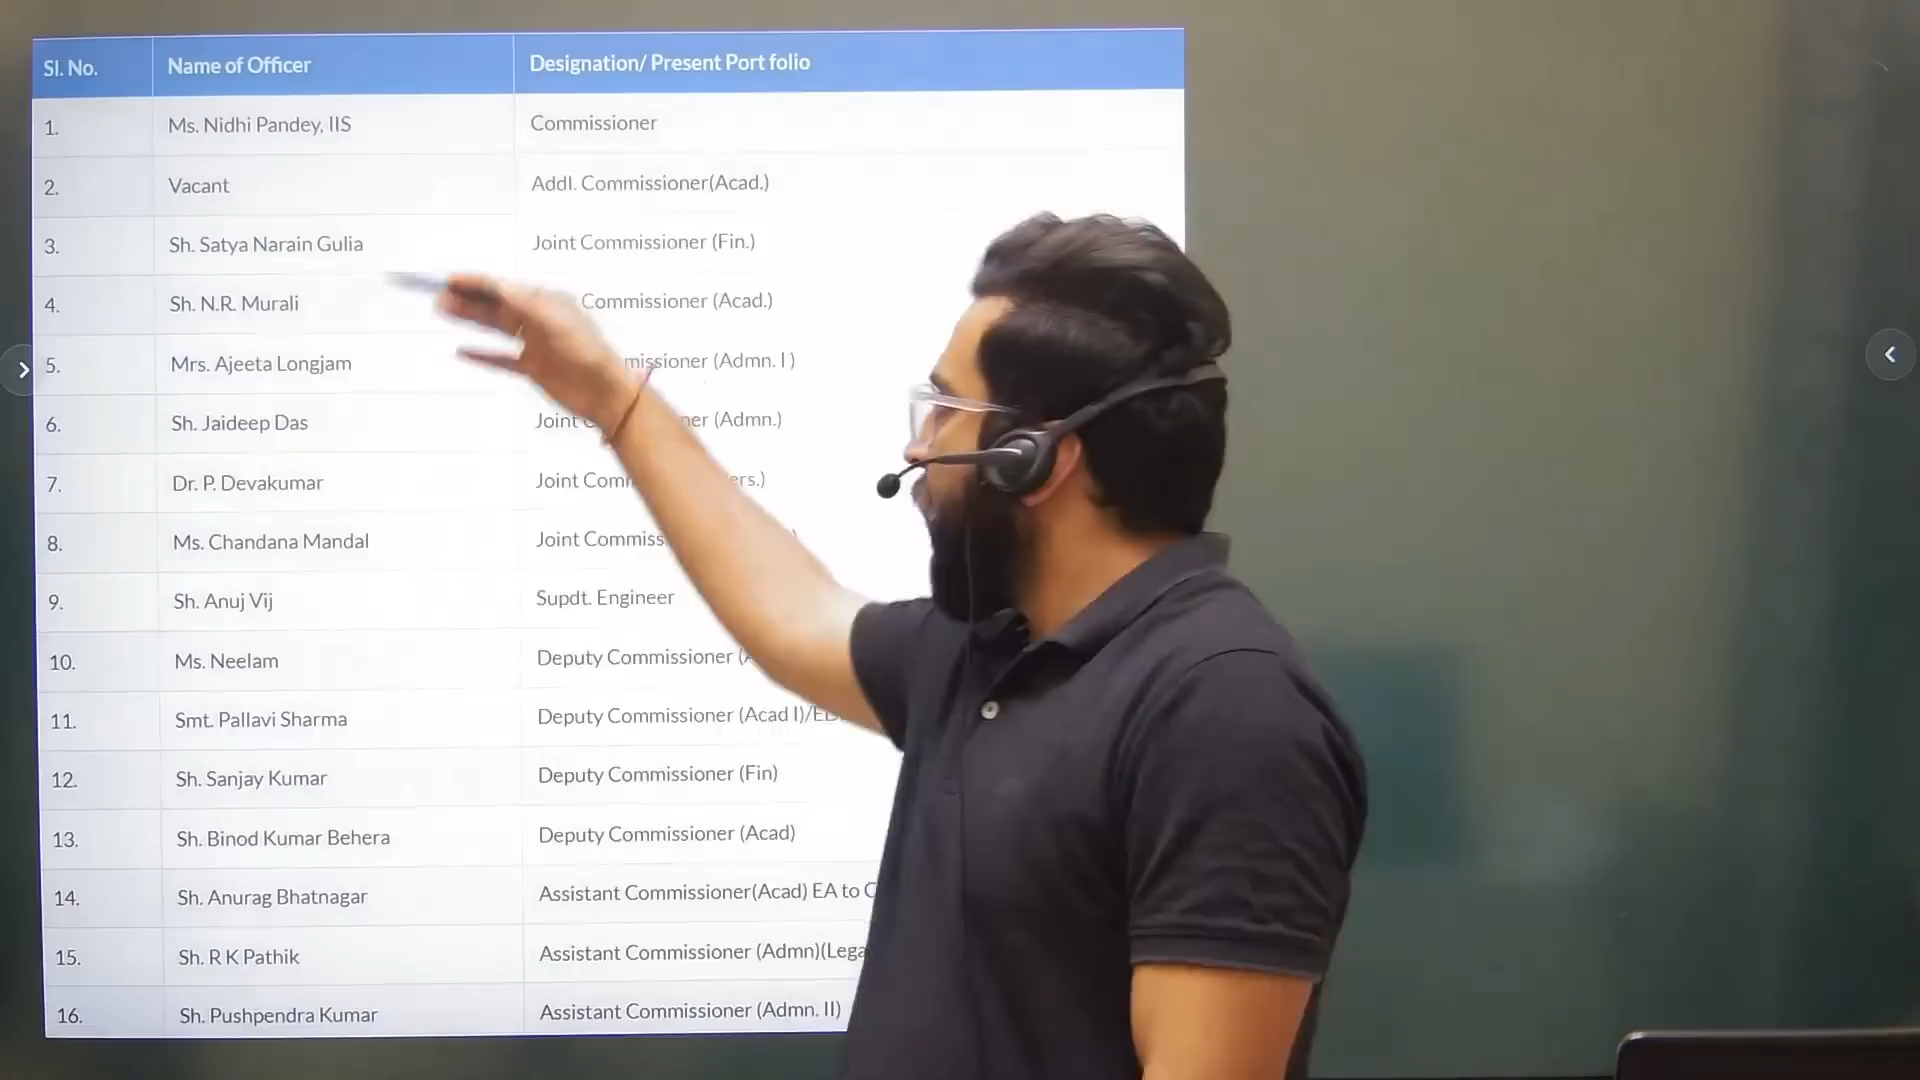 Sl. No. Name of Officer Designation/ Present Port folio
1. Ms. Nidhi Pandey, IIS Commissioner
2. Vacant Addl. Commissioner(Acad.)
3. Sh. Satya Narain Gulia Joint Commissioner (Fin.)
4. Sh. N.R. Murali Commissioner (Acad.)
5. Mrs. Ajeeta Longjam (Admn. I )
6. Sh. Jaideep Das Joint (Admn.)
7. Dr. P. Devakumar Joint
8. Ms. Chandana Mandal Joint
9. Sh. Anuj Vij Supdt. Engineer
10. Ms. Neelam Deputy Commissioner
11. Smt. Pallavi Sharma Deputy Commissioner (Acad I)/
12. Sh. Sanjay Kumar Deputy Commissioner (Fin)
13. Sh. Binod Kumar Behera Deputy Commissioner (Acad)
14. Sh. Anurag Bhatnagar Assistant Commissioner(Acad) EA to
15. Sh. R K Pathik Assistant Commissioner (Admn)
16. Sh. Pushpendra Kumar Assistant Commissioner (Admn. II)